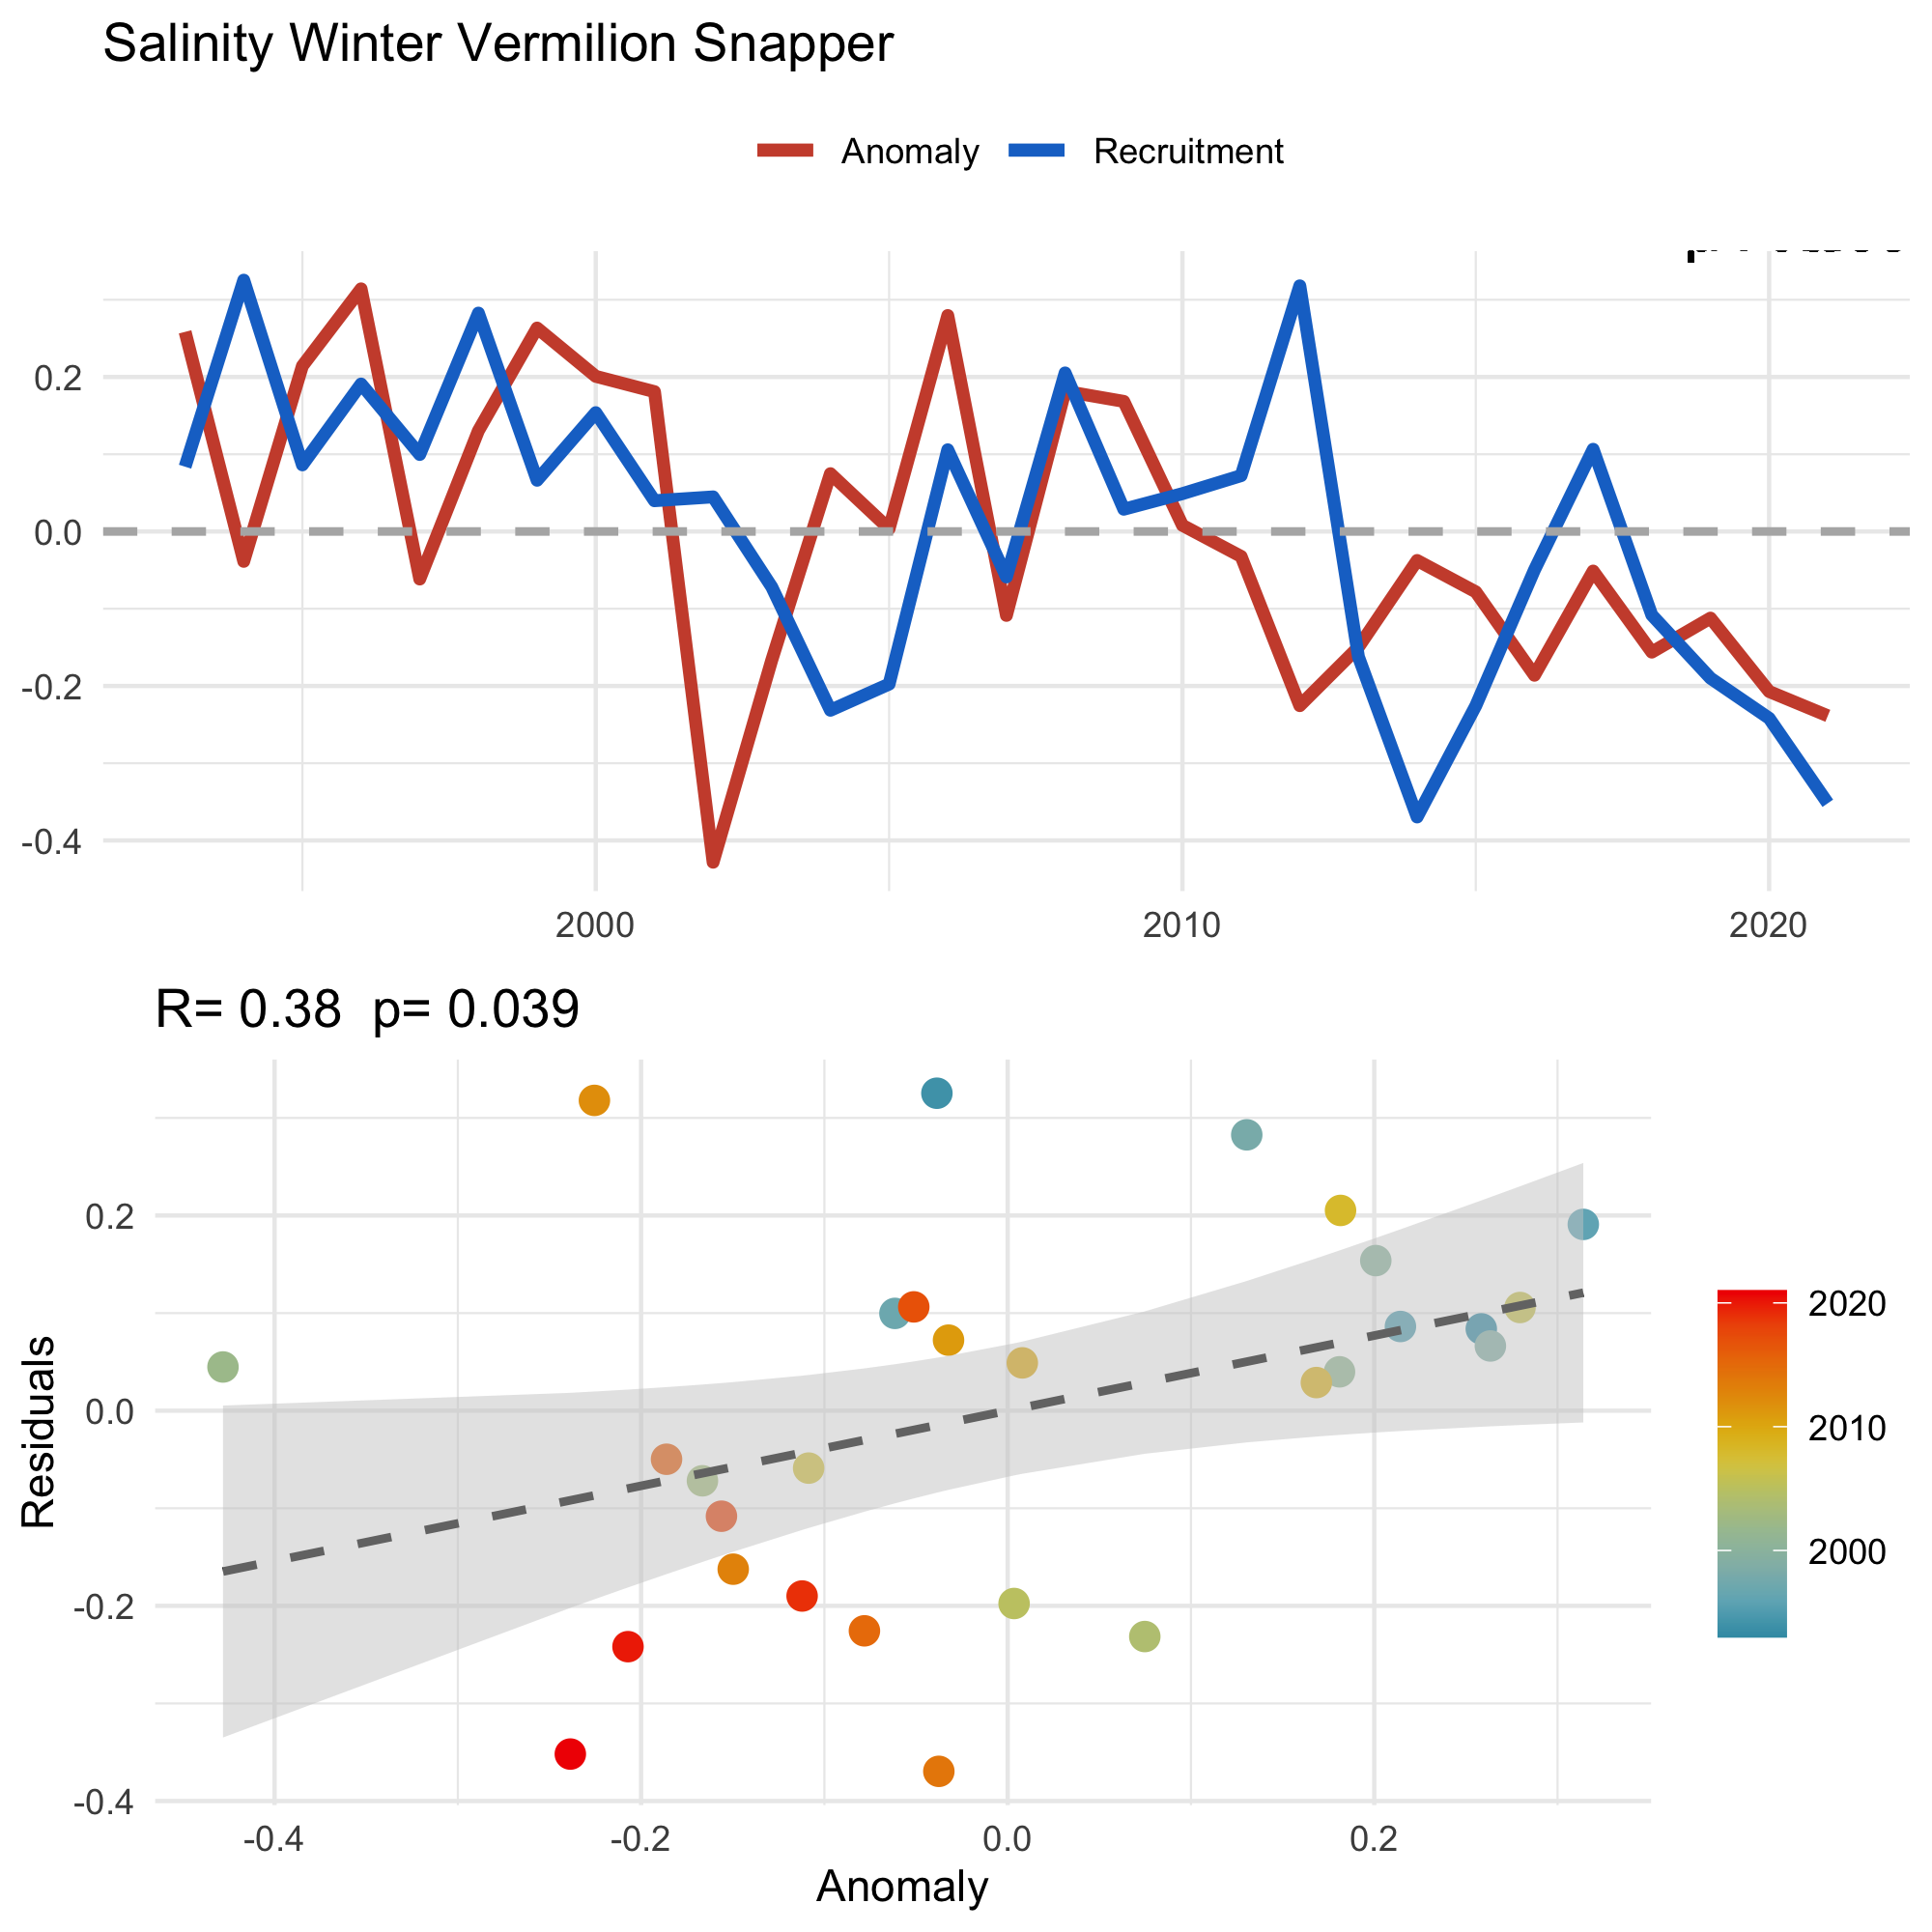 Salinity Winter Vermilion Snapper
Anomaly Recruitment
0.2
0.0
-0.2
-0.4
2000 2010 2020
R= 0.38 p= 0.039
Residuals
0.2
0.0
-0.2
-0.4
-0.4 -0.2 0.0 0.2
Anomaly
2020
2010
2000